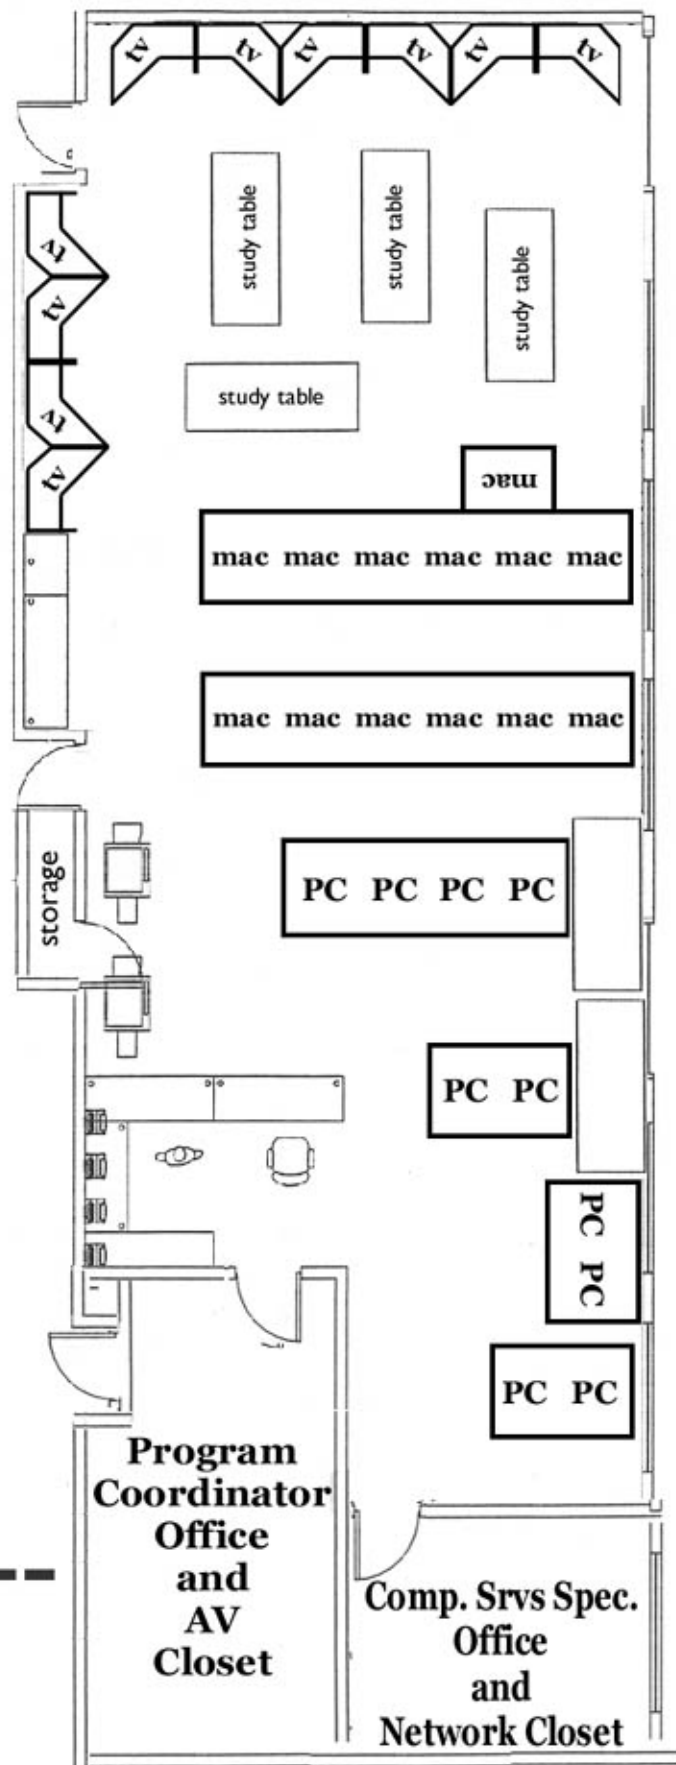 tv tv tv tv tv tv
study table
study table
study table
tv
tv
tv
tv
study table
mac
mac mac mac mac mac mac
mac mac mac mac mac mac
storage
PC PC PC PC
PC PC
PC PC
PC PC
Program
Coordinator
Office
and
AV
Closet
Comp. Srvs Spec.
Office
and
Network Closet